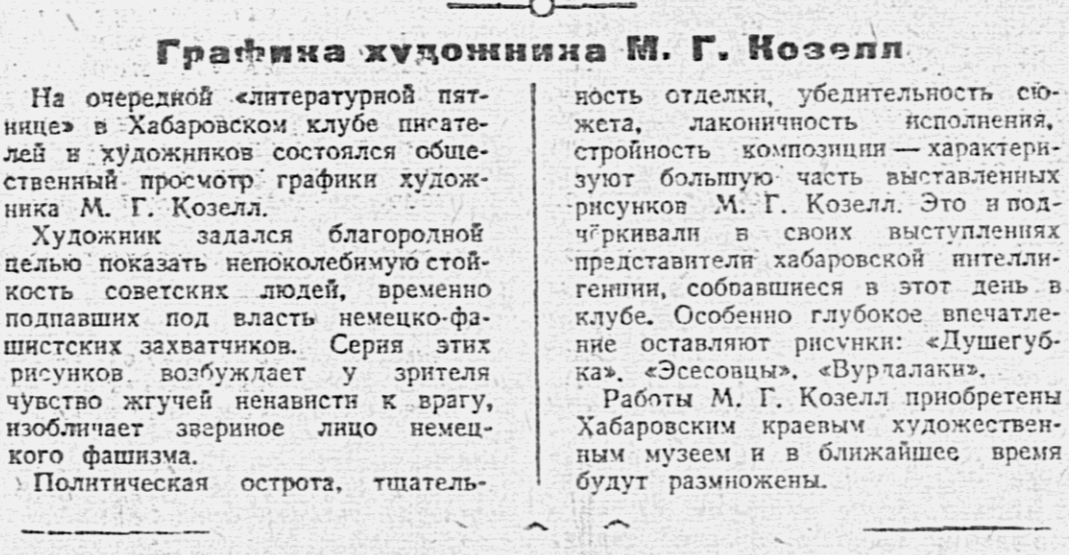 Графика художника М. Г. Козелл
На очередной «литературной пят-
нице» в Хабаровском клубе писате-
лей и художников состоялся обще-
ственный просмотр графики худож-
ника М. Г. Козелл.
Художник задался благородной
целью показать непоколебимую стой-
кость советских людей, временно
подпавших под власть немецко-фа-
шистских захватчиков. Серия этих
рисунков возбуждает у зрителя
чувство жгучей ненависти к врагу,
изобличает звериное лицо немец-
кого фашизма.
Политическая острота, тщатель-
ность отделки, убедительность сю-
жета, лаконичность исполнения,
стройность композиции — характери-
зуют большую часть выставленных
рисунков М. Г. Козелл. Это и под-
чёркивали в своих выступлениях
представители хабаровской интелли-
генции, собравшиеся в этот день в
клубе. Особенно глубокое впечатле-
ние оставляют рисунки: «Душегуб-
ка», «Эсесовцы», «Вурдалаки».
Работы М. Г. Козелл приобретены
Хабаровским краевым художествен-
ным музеем и в ближайшее время
будут размножены.